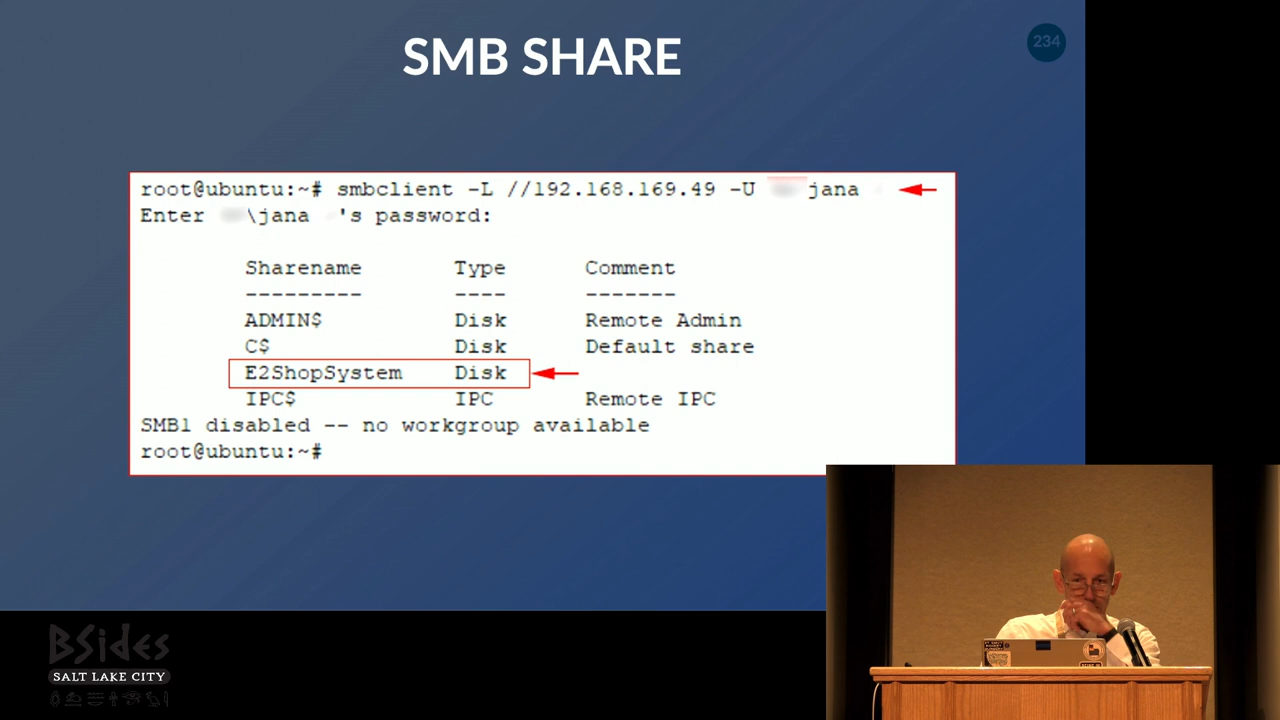 SMB SHARE
234
root@ubuntu:~# smbclient -L //192.168.169.49 -U jana
Enter \jana 's password:
Sharename Type Comment
--------- ---- -------
ADMIN$ Disk Remote Admin
C$ Disk Default share
E2ShopSystem Disk
IPC$ IPC Remote IPC
SMB1 disabled -- no workgroup available
root@ubuntu:~#
BSides
SALT LAKE CITY